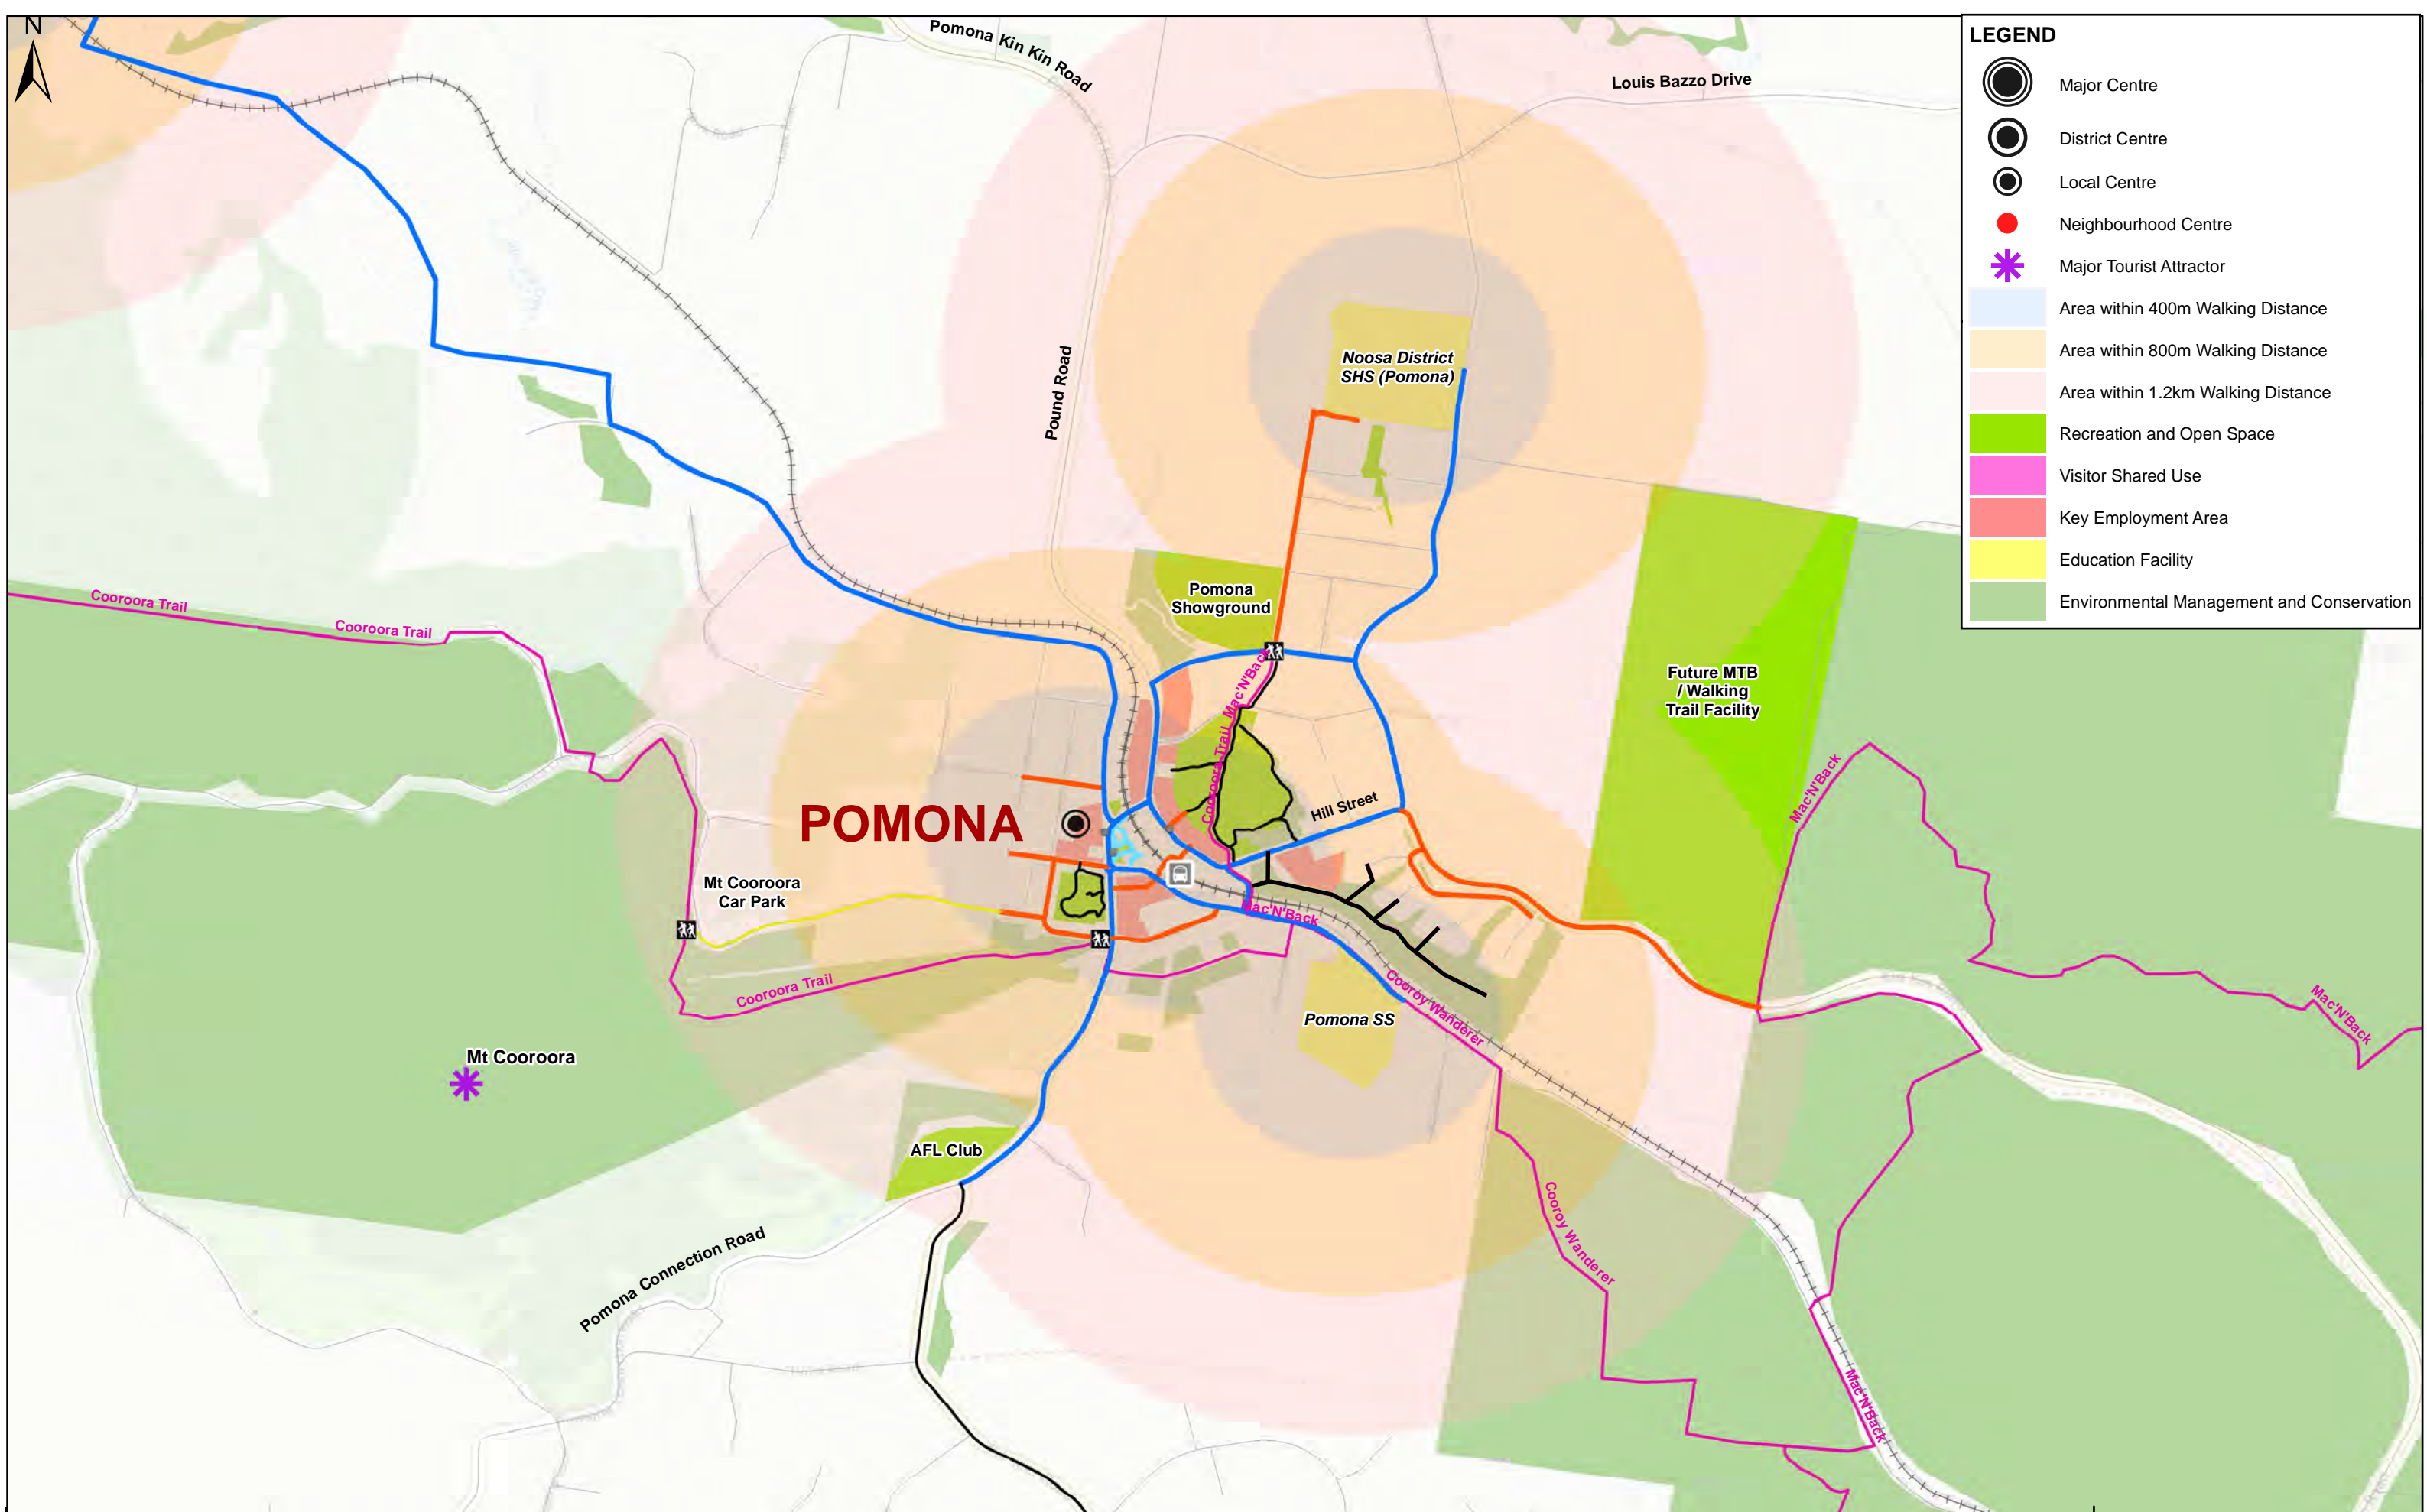 N
Pomona Kin Kin Road
Louis Bazzo Drive
LEGEND
Major Centre
District Centre
Local Centre
Neighbourhood Centre
Major Tourist Attractor
Area within 400m Walking Distance
Area within 800m Walking Distance
Area within 1.2km Walking Distance
Recreation and Open Space
Visitor Shared Use
Key Employment Area
Education Facility
Environmental Management and Conservation
Pound Road
Noosa District
SHS (Pomona)
Cooroora Trail
Cooroora Trail
Pomona
Showground
Mac'N'Back
Cooroora Trail
Future MTB
/ Walking
Trail Facility
Mac'N'Back
POMONA
Hill Street
Mt Cooroora
Car Park
Mac'N'Back
Cooroora Trail
Cooroy Wanderer
Pomona SS
Mac'N'Back
Mt Cooroora
AFL Club
Cooroy Wanderer
Pomona Connection Road
Mac'N'Back